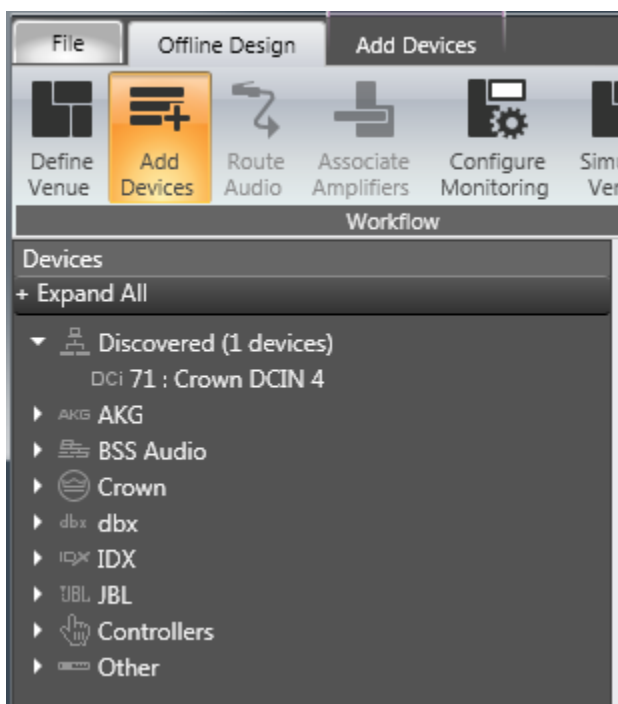 File Offline Design Add Devices
Define Venue Add Devices Route Audio Associate Amplifiers Configure Monitoring
Workflow
Devices
+ Expand All
Discovered (1 devices)
DCi 71 : Crown DCIN 4
AKG AKG
BSS Audio
Crown
dbx dbx
IDX IDX
JBL JBL
Controllers
Other